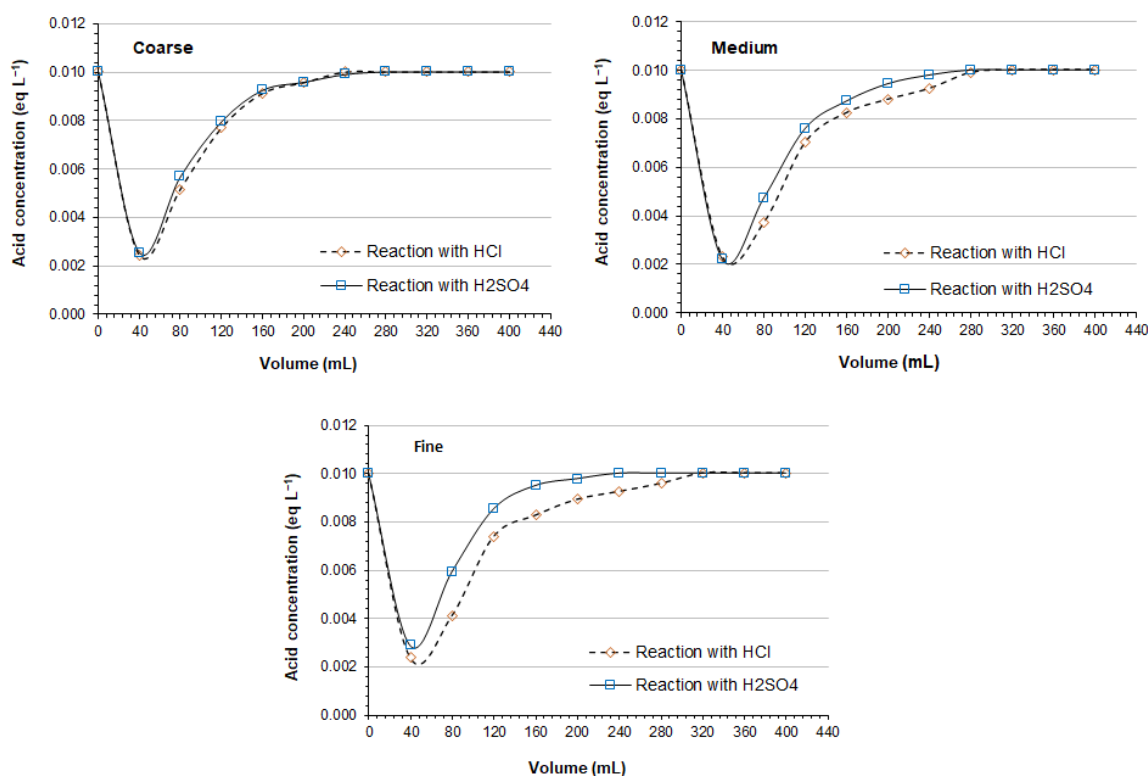 Coarse
Acid concentration (eq L⁻¹)
0.012
0.010
0.008
0.006
0.004
0.002
0.000
Reaction with HCl
Reaction with H2SO4
0 40 80 120 160 200 240 280 320 360 400 440
Volume (mL)
Medium
Acid concentration (eq L⁻¹)
0.012
0.010
0.008
0.006
0.004
0.002
0.000
Reaction with HCl
Reaction with H2SO4
0 40 80 120 160 200 240 280 320 360 400 440
Volume (mL)
Fine
Acid concentration (eq L⁻¹)
0.012
0.010
0.008
0.006
0.004
0.002
0.000
Reaction with HCl
Reaction with H2SO4
0 40 80 120 160 200 240 280 320 360 400 440
Volume (mL)